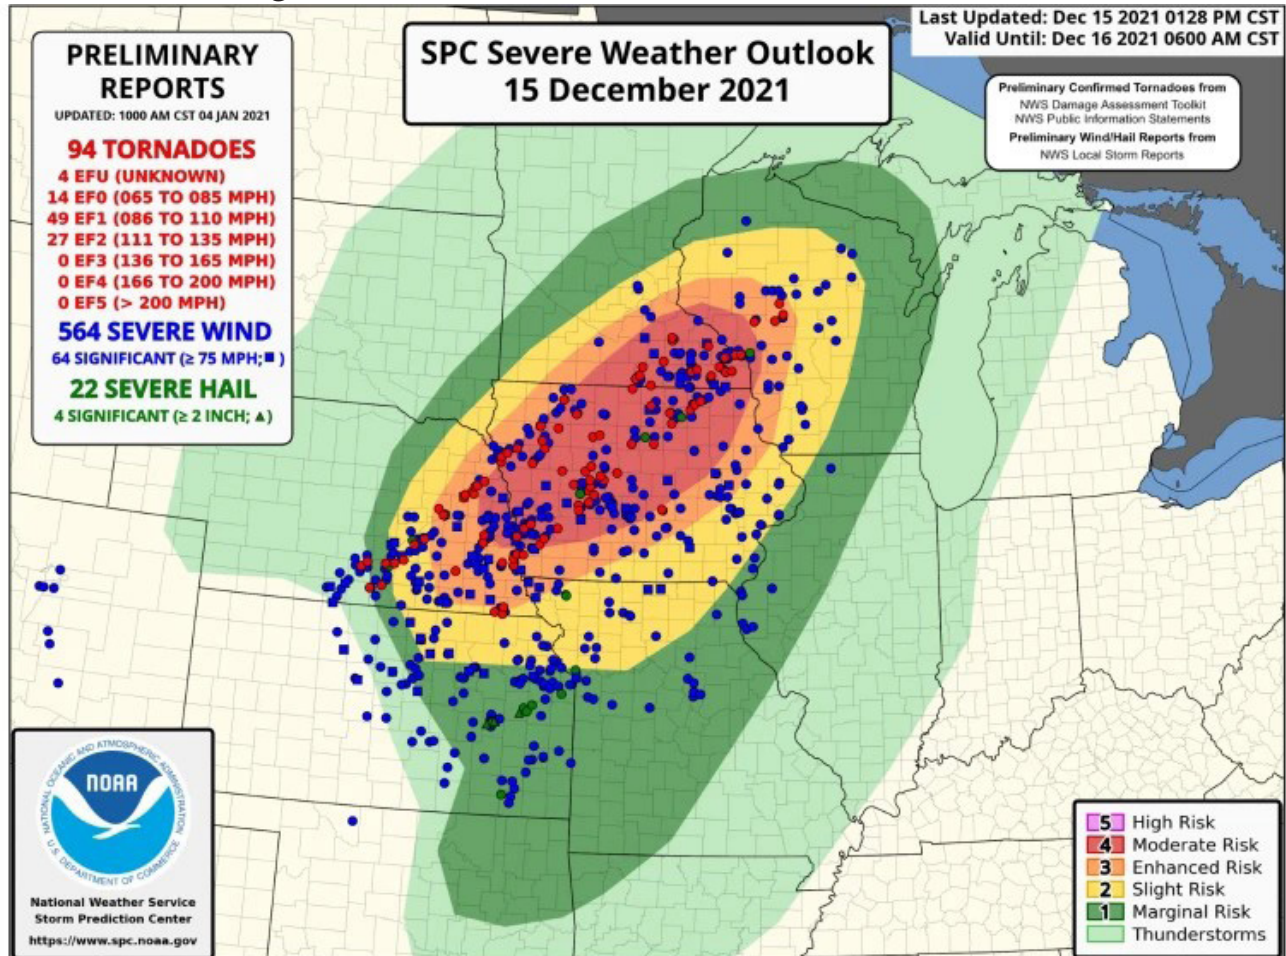 SPC Severe Weather Outlook
15 December 2021
Last Updated: Dec 15 2021 0128 PM CST
Valid Until: Dec 16 2021 0600 AM CST
PRELIMINARY
REPORTS
UPDATED: 1000 AM CST 04 JAN 2021
94 TORNADOES
4 EFU (UNKNOWN)
14 EF0 (065 TO 085 MPH)
49 EF1 (086 TO 110 MPH)
27 EF2 (111 TO 135 MPH)
0 EF3 (136 TO 165 MPH)
0 EF4 (166 TO 200 MPH)
0 EF5 (> 200 MPH)
564 SEVERE WIND
64 SIGNIFICANT (≥ 75 MPH;■ )
22 SEVERE HAIL
4 SIGNIFICANT (≥ 2 INCH; ▲)
Preliminary Confirmed Tornadoes from
NWS Damage Assessment Toolkit
NWS Public Information Statements
Preliminary Wind/Hail Reports from
NWS Local Storm Reports
NATIONAL OCEANIC AND ATMOSPHERIC ADMINISTRATION
NOAA
U.S. DEPARTMENT OF COMMERCE
National Weather Service
Storm Prediction Center
https://www.spc.noaa.gov
5 High Risk
4 Moderate Risk
3 Enhanced Risk
2 Slight Risk
1 Marginal Risk
Thunderstorms